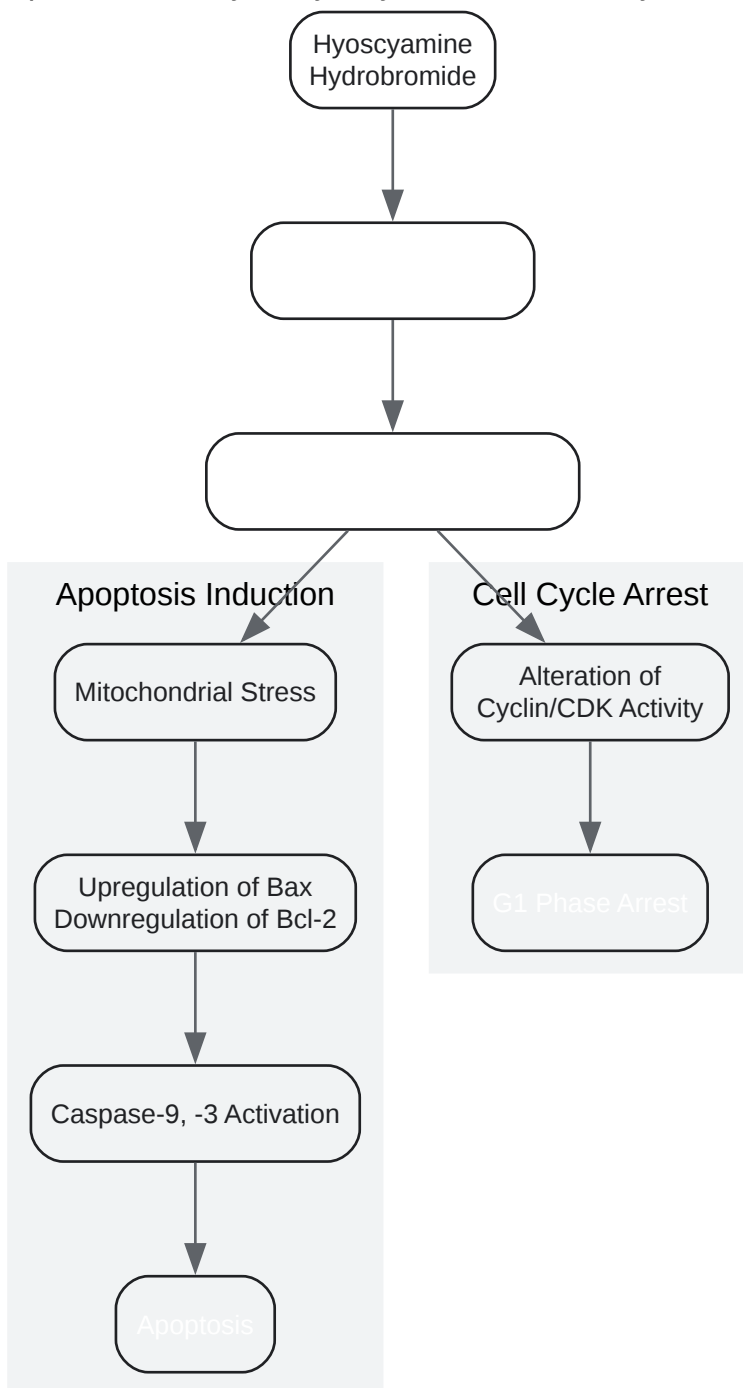 Hyoscyamine
Hydrobromide
Apoptosis Induction
Cell Cycle Arrest
Mitochondrial Stress
Alteration of
Cyclin/CDK Activity
Upregulation of Bax
Downregulation of Bcl-2
G1 Phase Arrest
Caspase-9, -3 Activation
Apoptosis